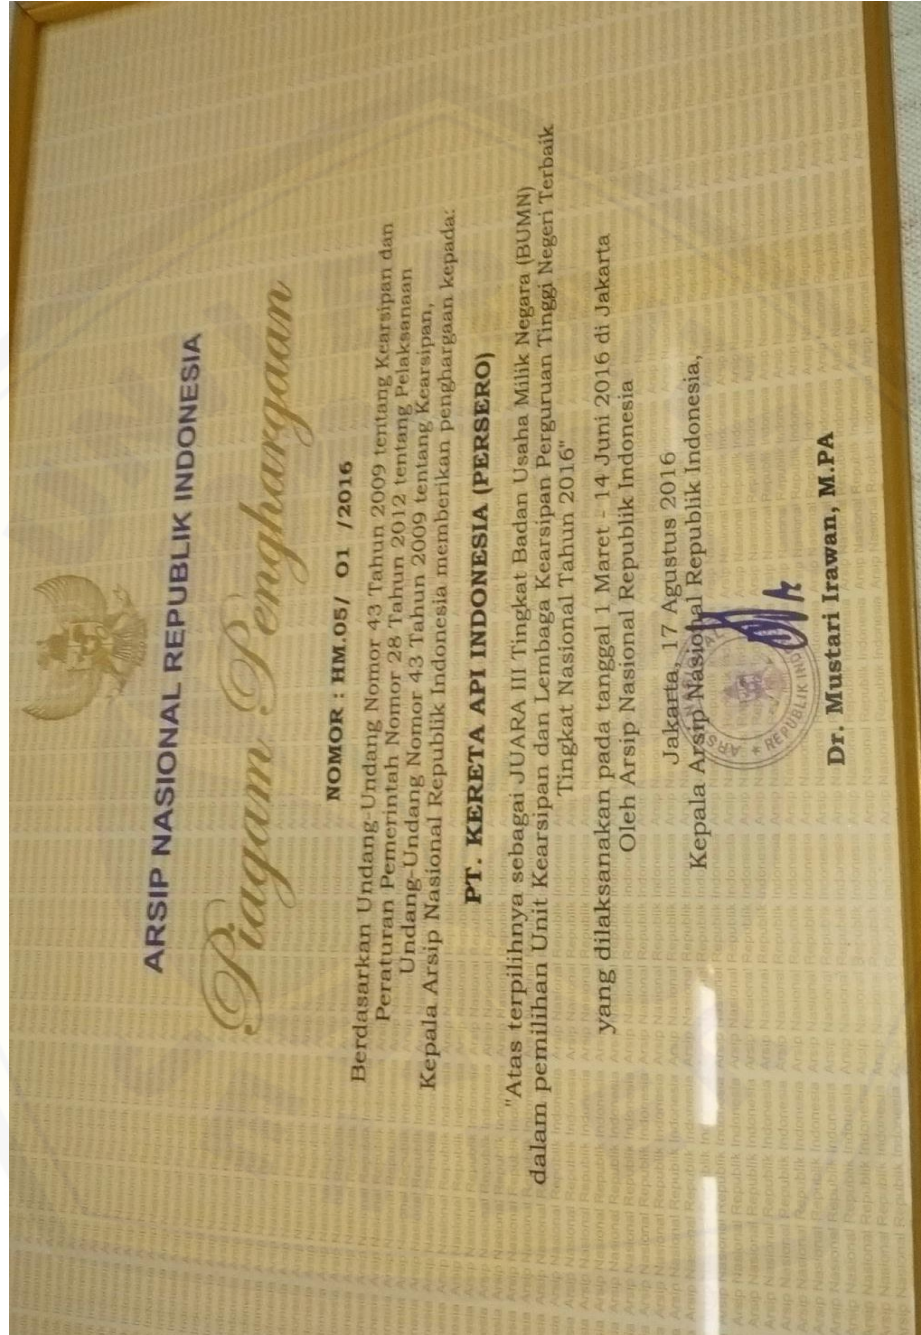 ARSIP NASIONAL REPUBLIK INDONESIA
Piagam Penghargaan
NOMOR : HM.05/ 01 /2016
Berdasarkan Undang-Undang Nomor 43 Tahun 2009 tentang Kearsipan dan
Peraturan Pemerintah Nomor 28 Tahun 2012 tentang Pelaksanaan
Undang-Undang Nomor 43 Tahun 2009 tentang Kearsipan,
Kepala Arsip Nasional Republik Indonesia memberikan penghargaan kepada:
PT. KERETA API INDONESIA (PERSERO)
"Atas terpilihnya sebagai JUARA III Tingkat Badan Usaha Milik Negara (BUMN)
dalam pemilihan Unit Kearsipan dan Lembaga Kearsipan Perguruan Tinggi Negeri Terbaik
Tingkat Nasional Tahun 2016"
yang dilaksanakan pada tanggal 1 Maret - 14 Juni 2016 di Jakarta
Oleh Arsip Nasional Republik Indonesia
Jakarta, 17 Agustus 2016
Kepala Arsip Nasional Republik Indonesia,
Dr. Mustari Irawan, M.PA